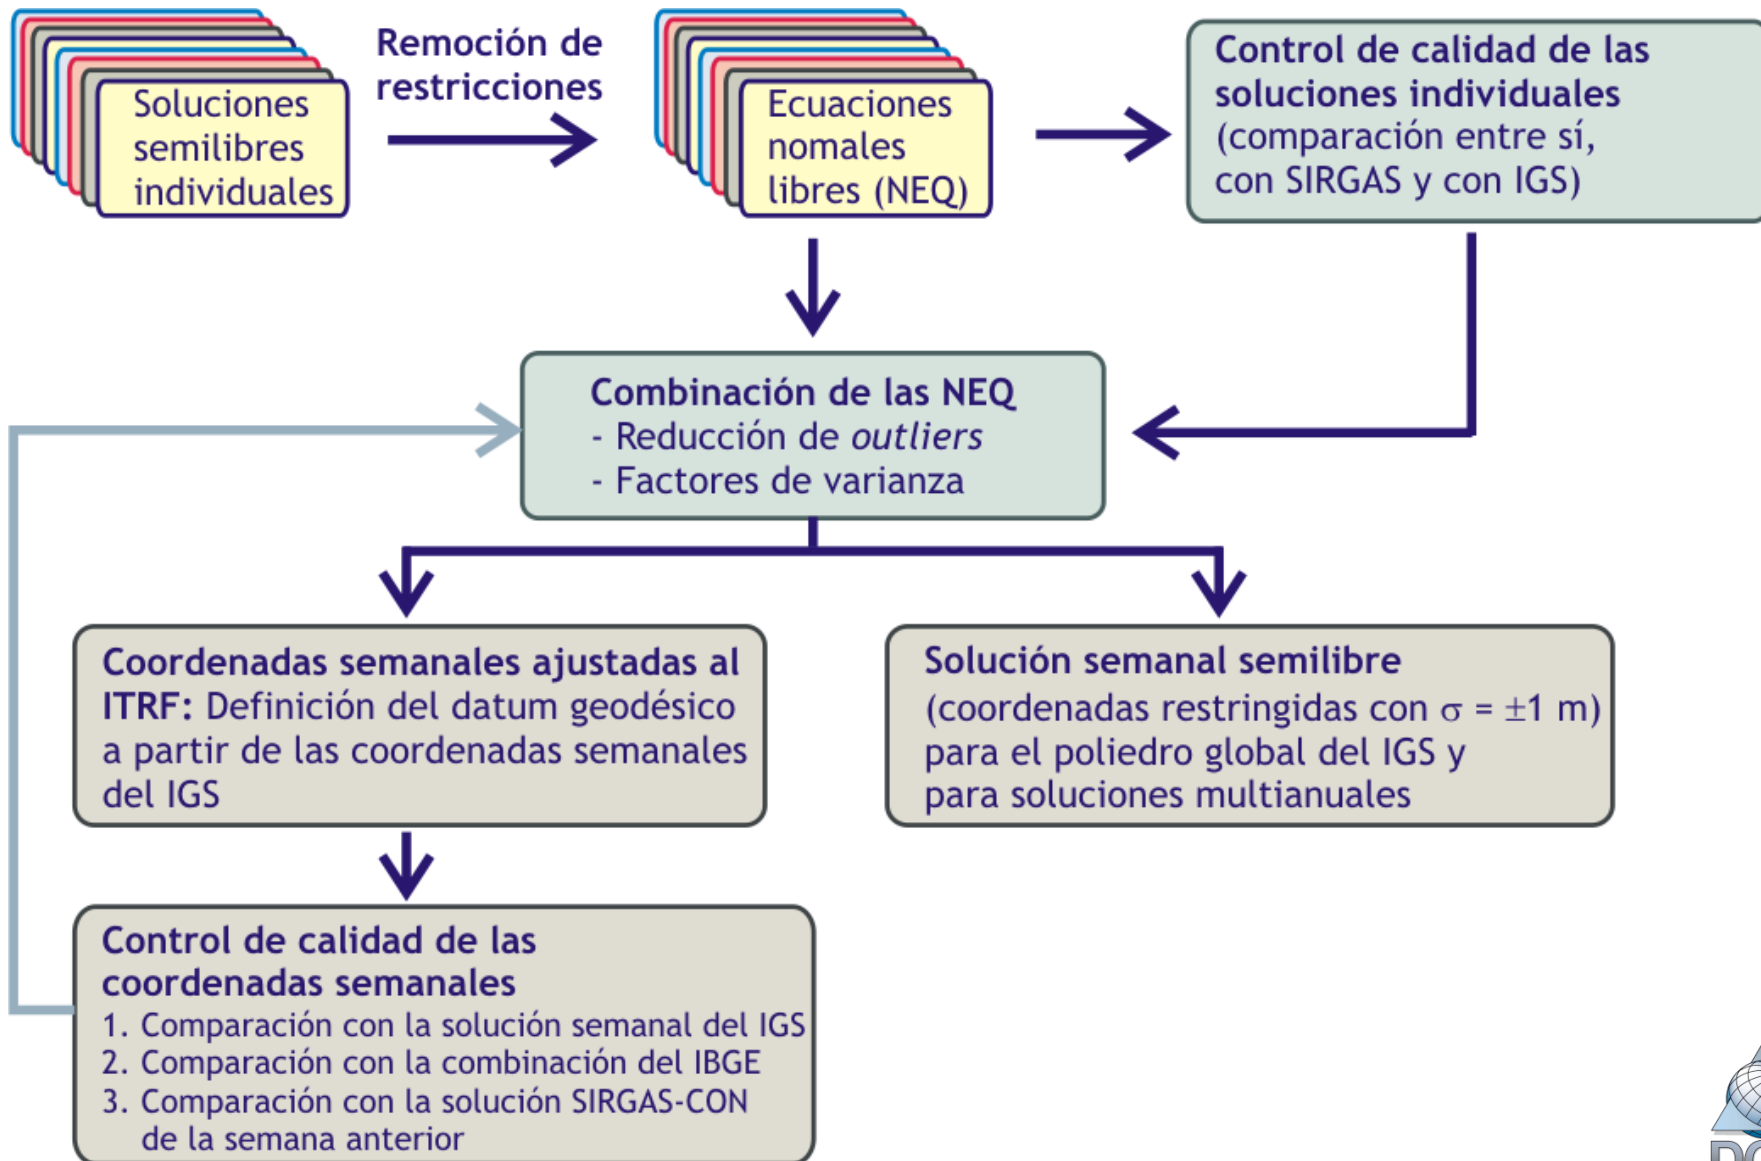 Soluciones
semilibres
individuales
Remoción de
restricciones
Ecuaciones
nomales
libres (NEQ)
Control de calidad de las
soluciones individuales
(comparación entre sí,
con SIRGAS y con IGS)
Combinación de las NEQ
- Reducción de outliers
- Factores de varianza
Coordenadas semanales ajustadas al
ITRF: Definición del datum geodésico
a partir de las coordenadas semanales
del IGS
Solución semanal semilibre
(coordenadas restringidas con σ = ±1 m)
para el poliedro global del IGS y
para soluciones multianuales
Control de calidad de las
coordenadas semanales
1. Comparación con la solución semanal del IGS
2. Comparación con la combinación del IBGE
3. Comparación con la solución SIRGAS-CON
de la semana anterior